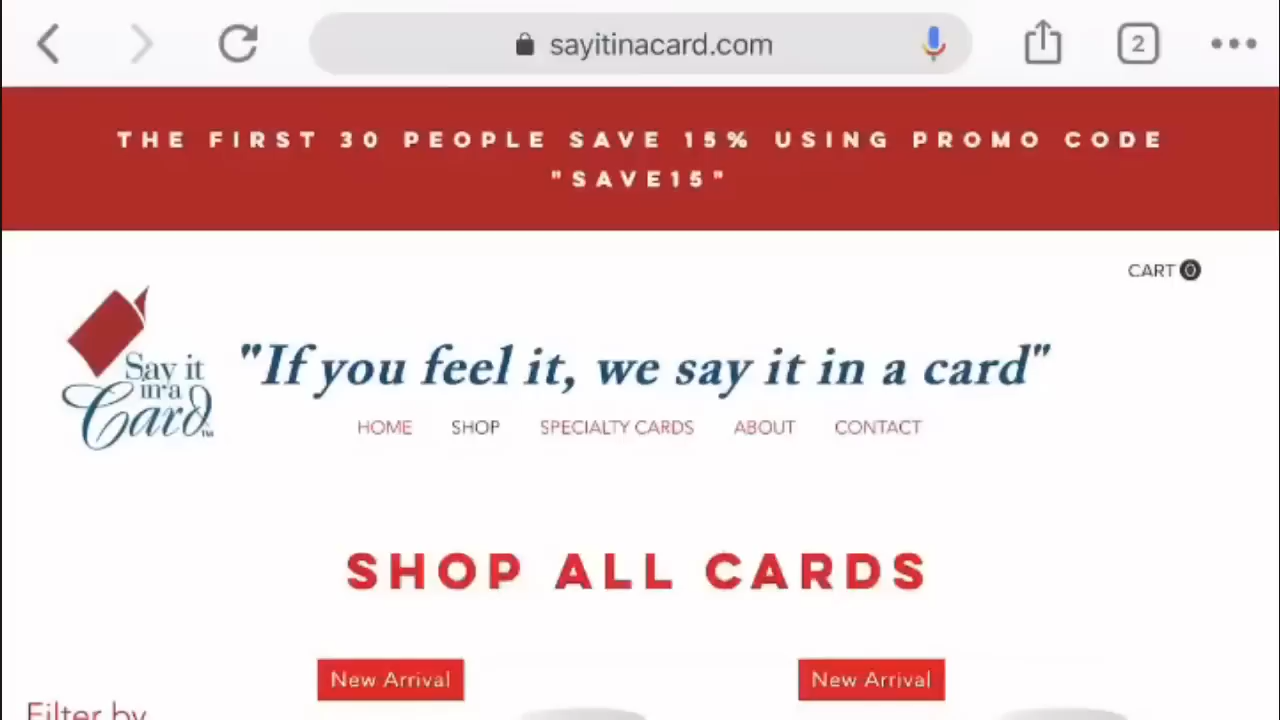 sayitinacard.com
2
THE FIRST 30 PEOPLE SAVE 15% USING PROMO CODE
"SAVE15"
CART 0
Say it
in a
Card™
"If you feel it, we say it in a card"
HOME SHOP SPECIALTY CARDS ABOUT CONTACT
SHOP ALL CARDS
New Arrival New Arrival
Filter by